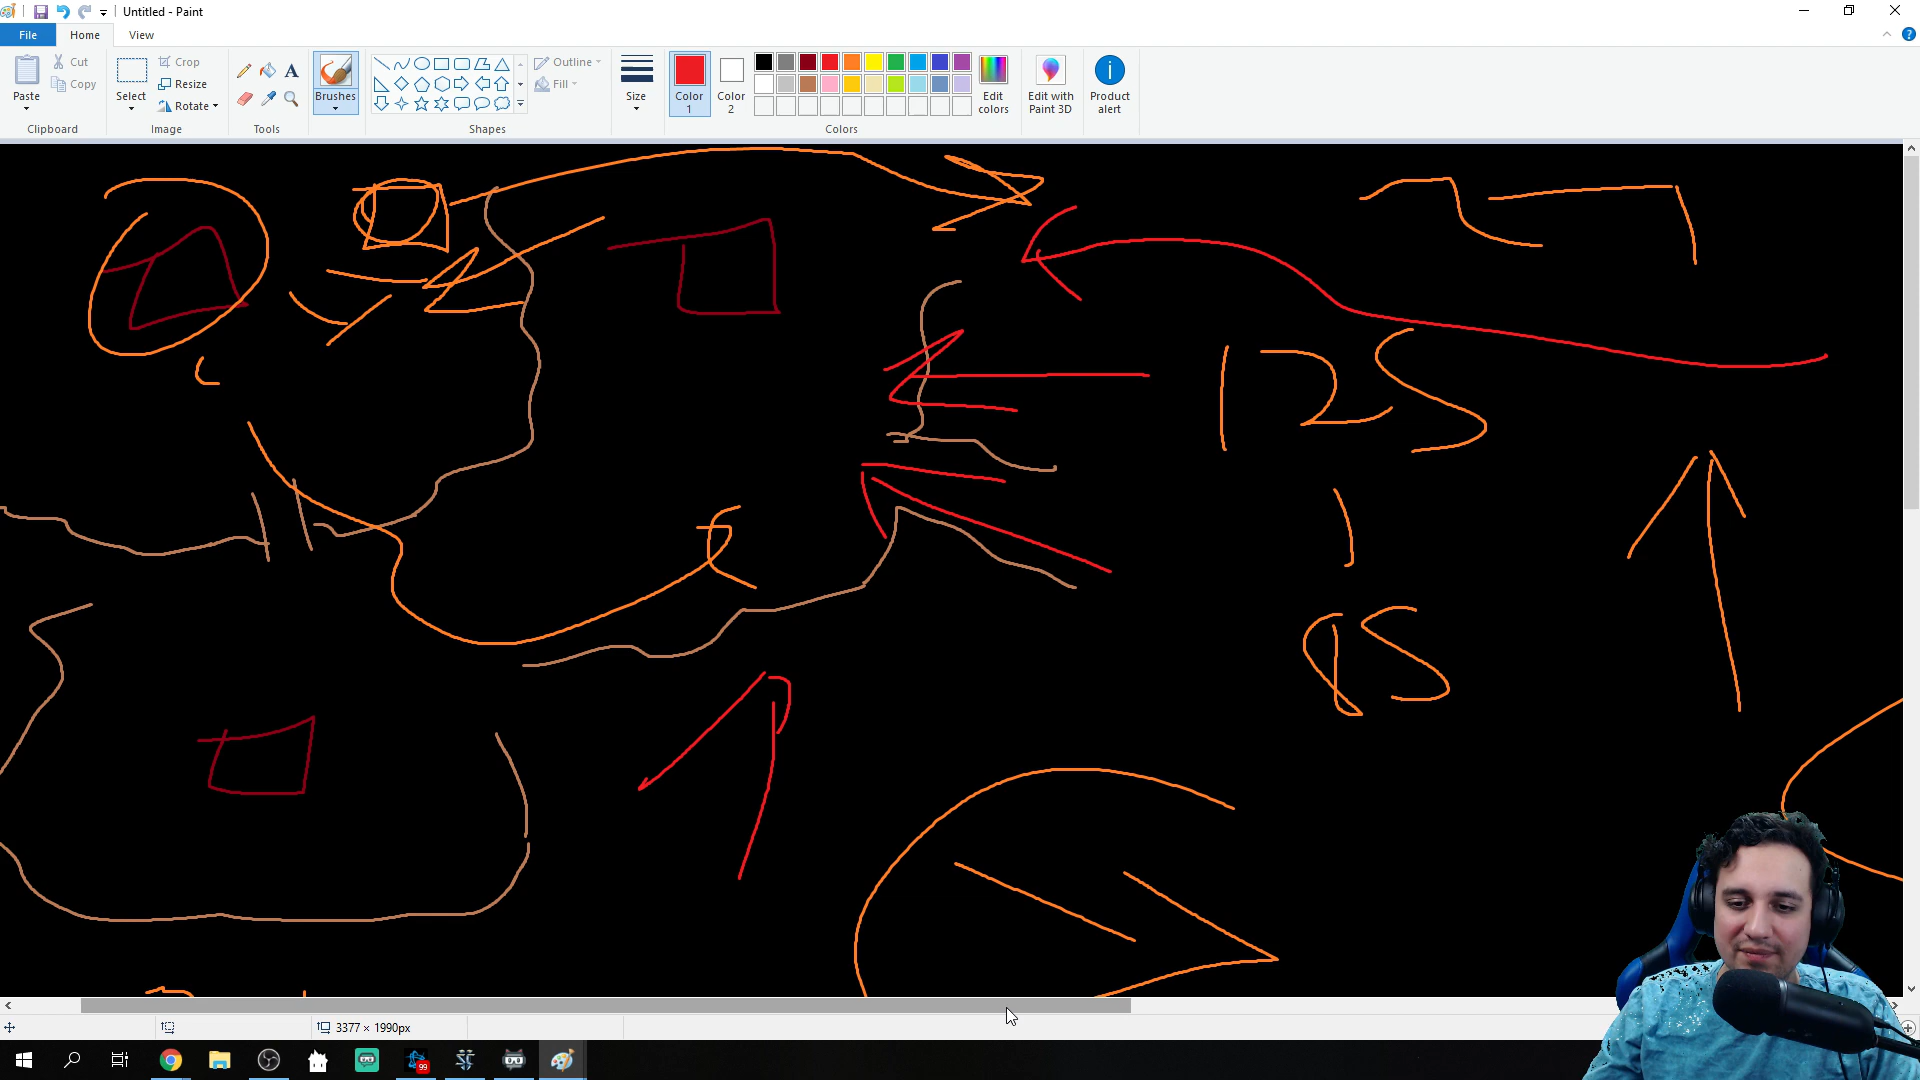 Untitled - Paint
File Home View
Cut
Copy
Paste
Clipboard
Crop
Resize
Rotate
Select
Image
Tools
Brushes
Shapes
Outline
Fill
Size
Color 1
Color 2
Edit colors
Colors
Edit with Paint 3D
Product alert
125
3377 × 1990px
99